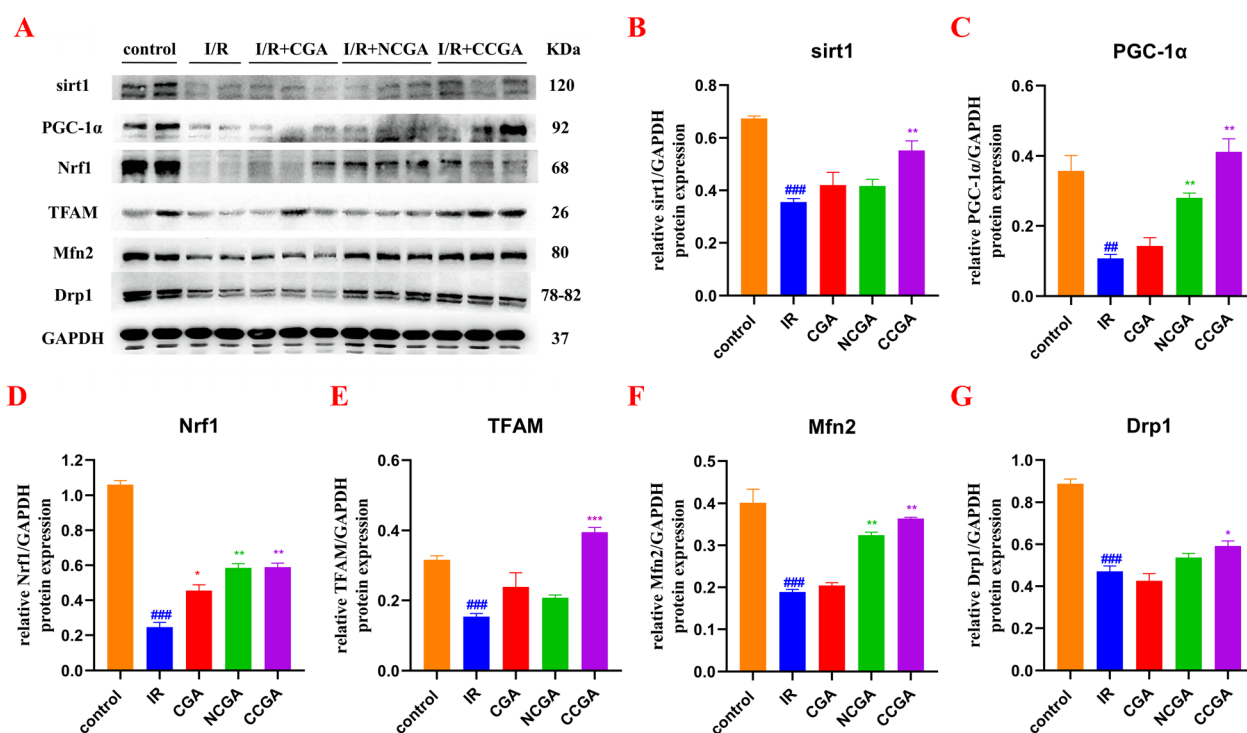 A
control I/R I/R+CGA I/R+NCGA I/R+CCGA KDa
sirt1 120
PGC-1α 92
Nrf1 68
TFAM 26
Mfn2 80
Drp1 78-82
GAPDH 37
B
sirt1
relative sirt1/GAPDH
protein expression
0.8
0.6
0.4
0.2
0.0
###
**
control IR CGA NCGA CCGA
C
PGC-1α
relative PGC-1α/GAPDH
protein expression
0.6
0.4
0.2
0.0
##
**
**
control IR CGA NCGA CCGA
D
Nrf1
relative Nrf1/GAPDH
protein expression
1.2
1.0
0.8
0.6
0.4
0.2
0.0
###
*
**
**
control IR CGA NCGA CCGA
E
TFAM
relative TFAM/GAPDH
protein expression
0.6
0.4
0.2
0.0
###
***
control IR CGA NCGA CCGA
F
Mfn2
relative Mfn2/GAPDH
protein expression
0.5
0.4
0.3
0.2
0.1
0.0
###
**
**
control IR CGA NCGA CCGA
G
Drp1
relative Drp1/GAPDH
protein expression
1.0
0.8
0.6
0.4
0.2
0.0
###
*
control IR CGA NCGA CCGA